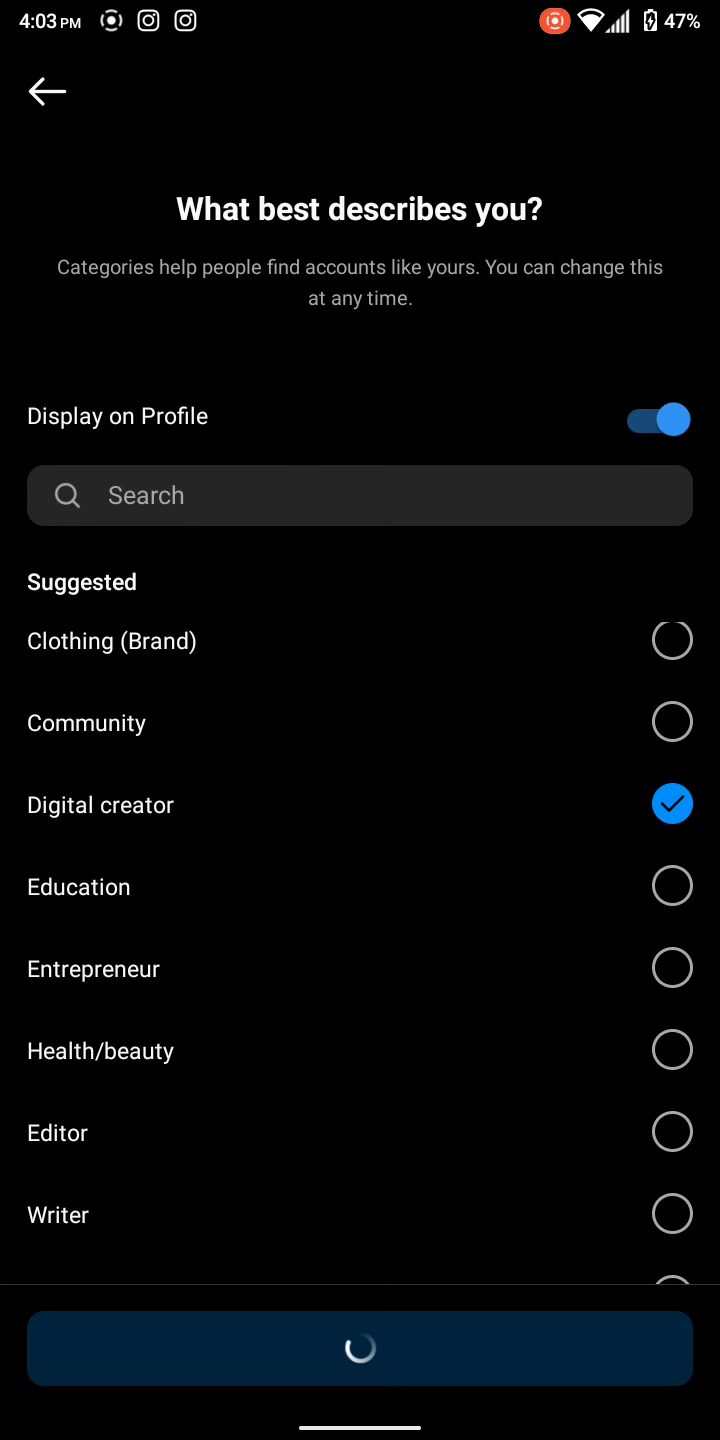 4:03 PM 47%
What best describes you?
Categories help people find accounts like yours. You can change this
at any time.
Display on Profile
Search
Suggested
Clothing (Brand)
Community
Digital creator
Education
Entrepreneur
Health/beauty
Editor
Writer